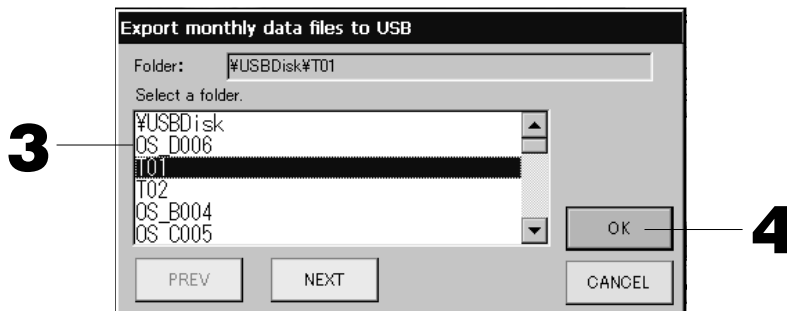 Export monthly data files to USB
Folder: ¥USBDisk¥T01
Select a folder.
¥USBDisk
OS_D006
T01
T02
OS_B004
OS_C005
3
OK
4
PREV
NEXT
CANCEL